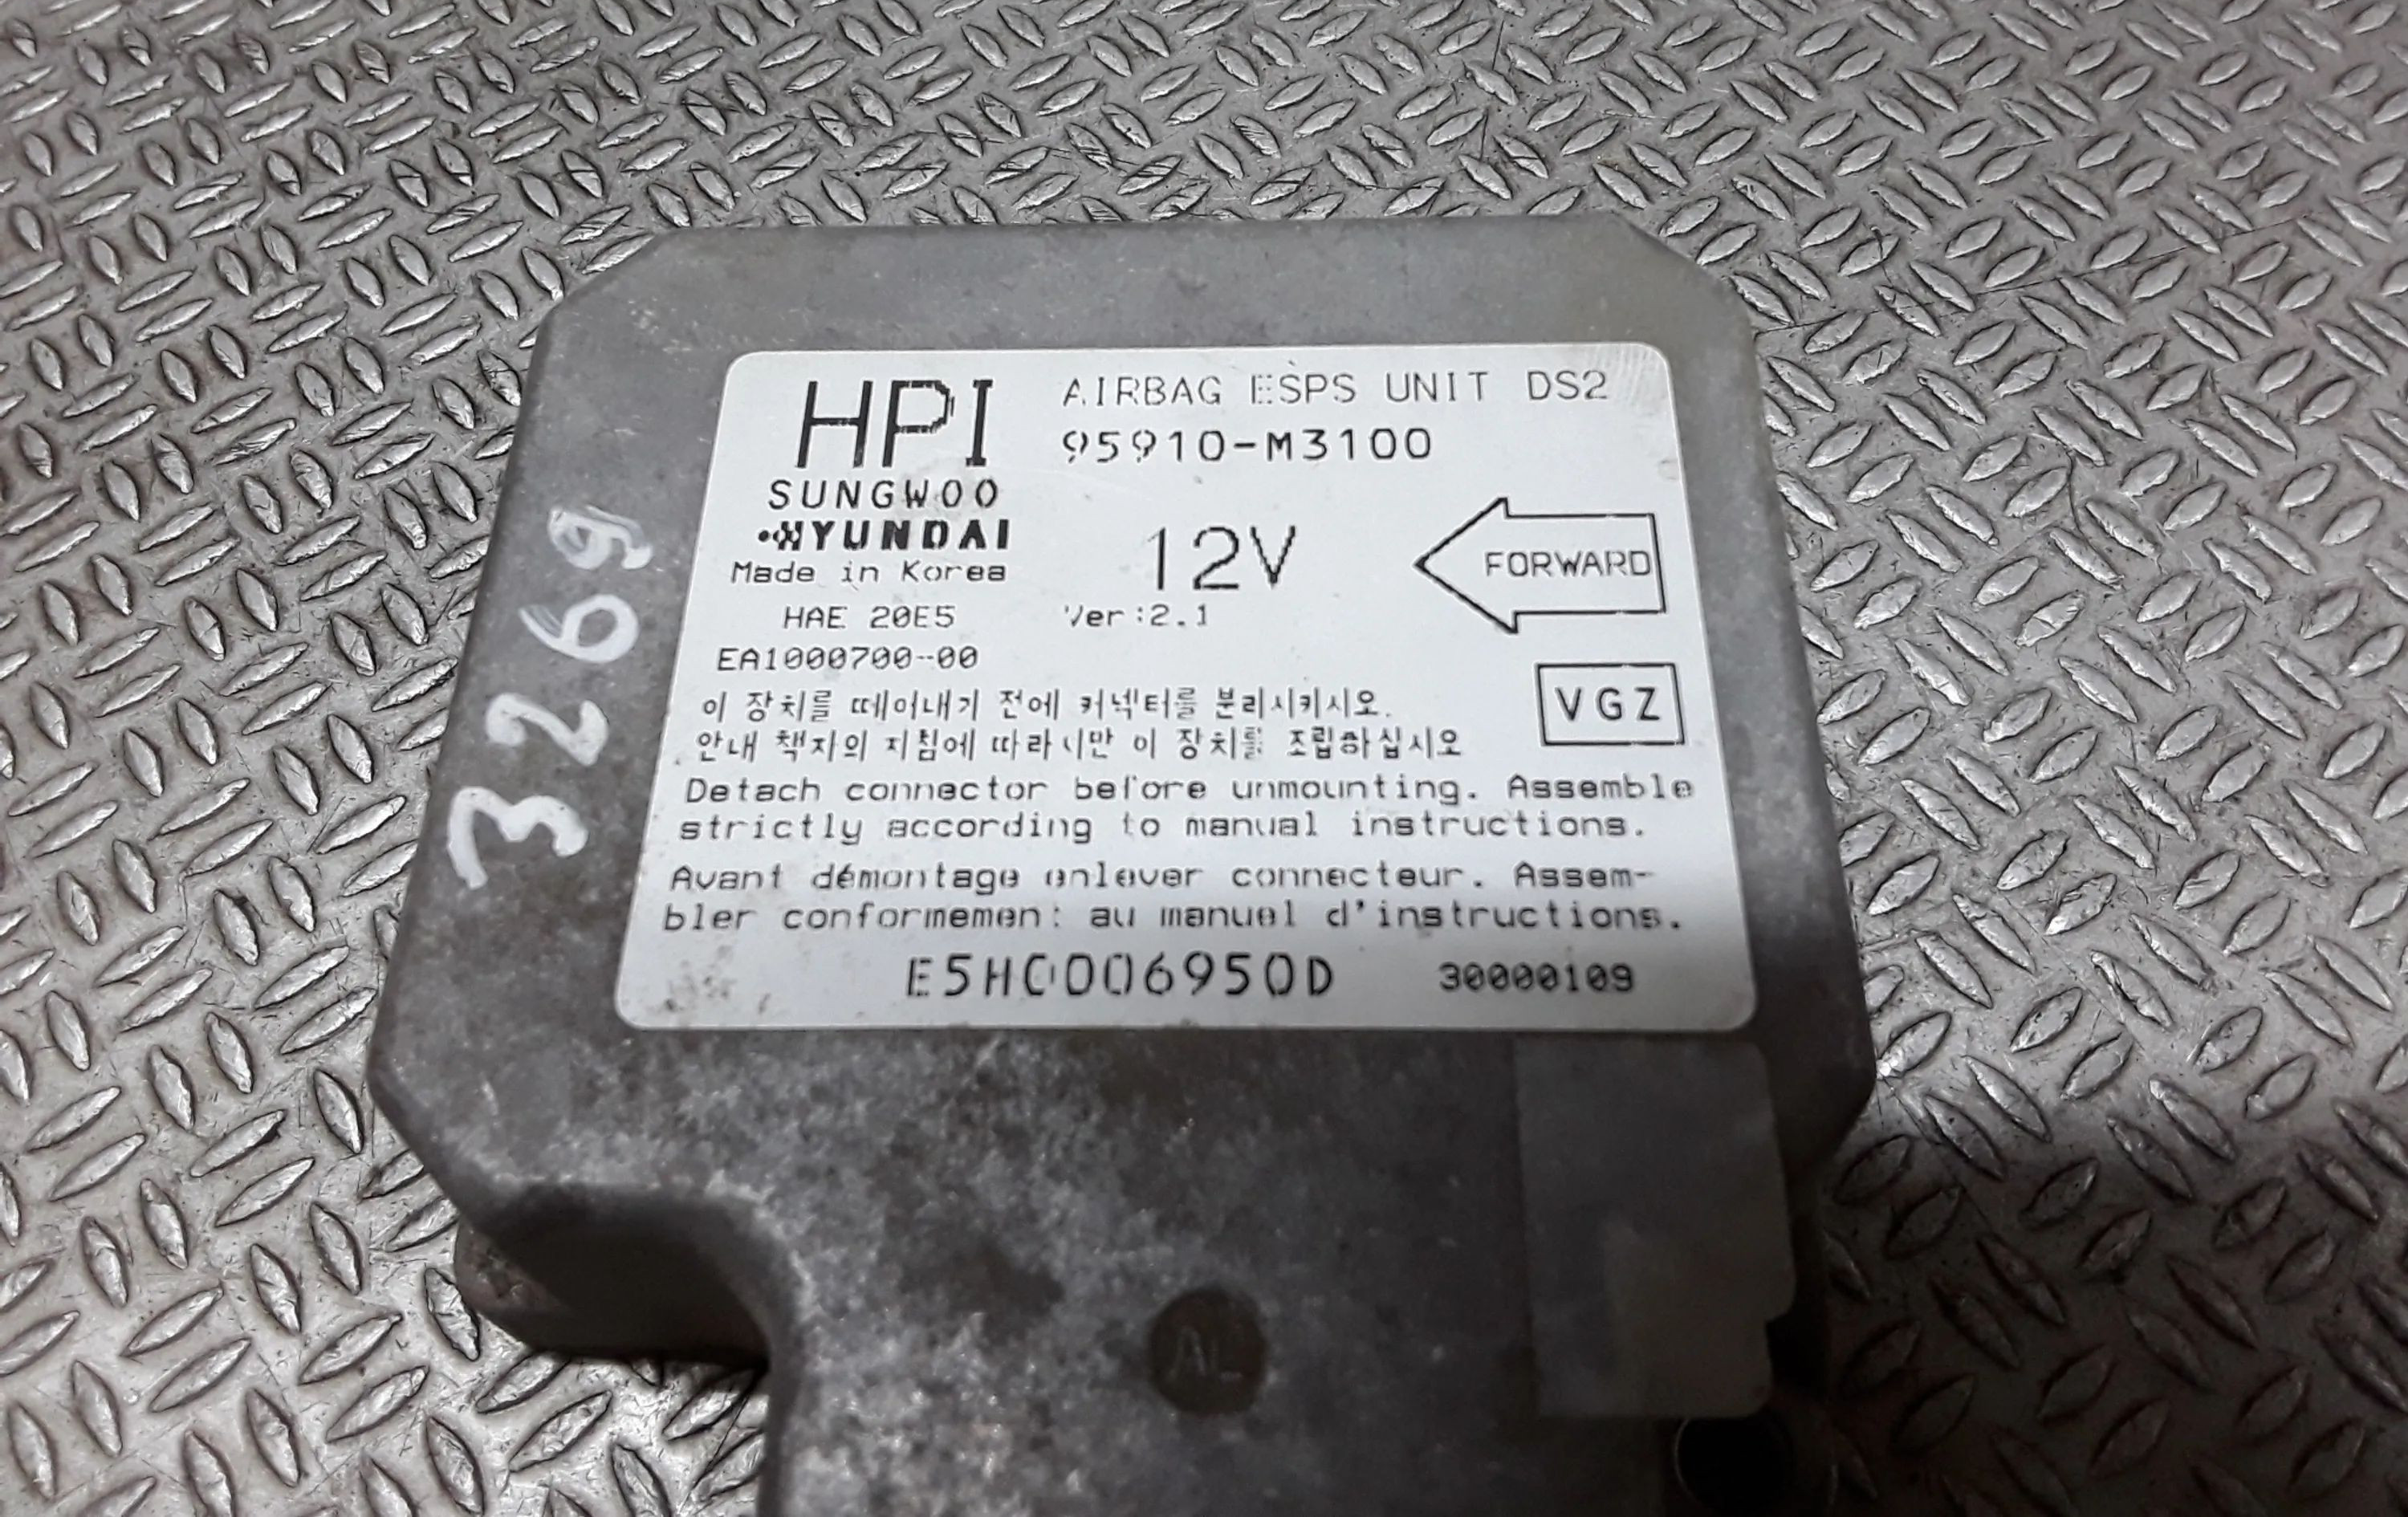 HPI
SUNGWOO
HYUNDAI
Made in Korea
HAE 20E5
EA1000700-00
AIRBAG ESPS UNIT DS2
95910-M3100
12V
Ver:2.1
FORWARD
VGZ
이 장치를 떼어내기 전에 커넥터를 분리시키시오.
안내 책자의 지침에 따라서만 이 장치를 조립하십시오
Detach connector before unmounting. Assemble
strictly according to manual instructions.
Avant démontage enlever connecteur. Assem-
bler conformement au manuel d'instructions.
E5HC006950D 30000109
3269
AL